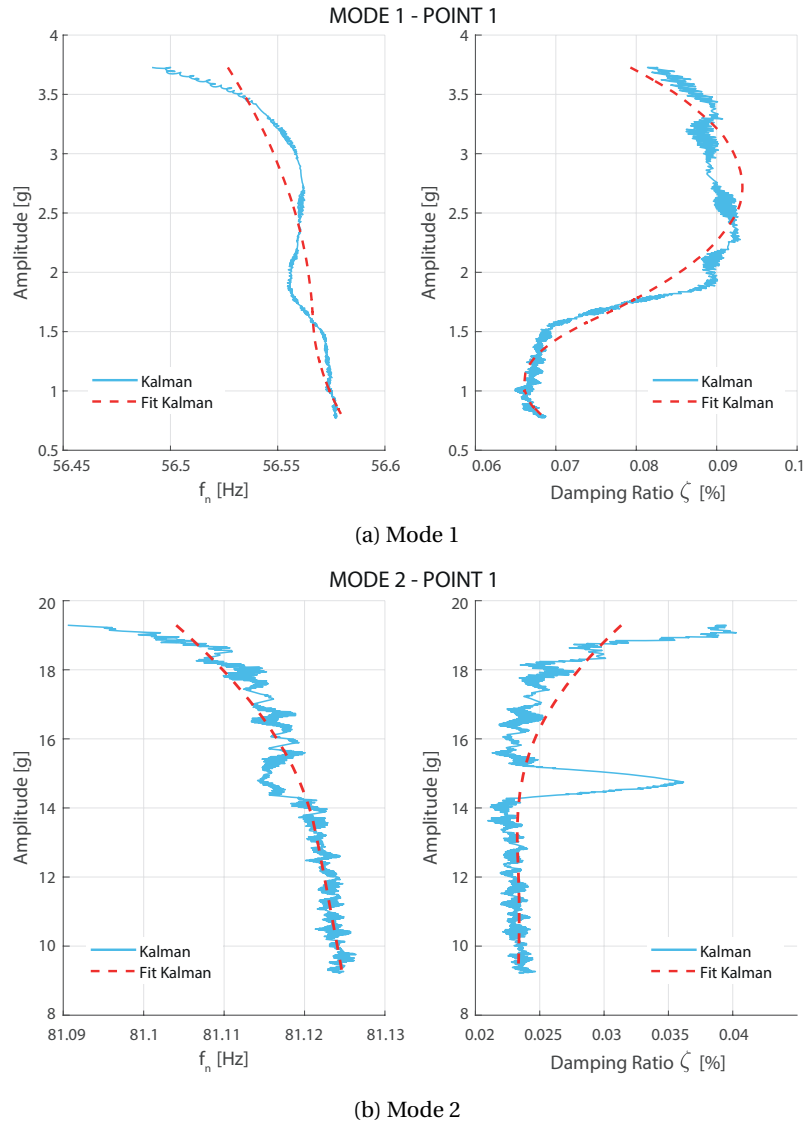 MODE 1 - POINT 1
4
3.5
3
2.5
2
1.5
1
0.5
Amplitude [g]
Kalman
Fit Kalman
56.45 56.5 56.55 56.6
f_n [Hz]
4
3.5
3
2.5
2
1.5
1
0.5
Amplitude [g]
Kalman
Fit Kalman
0.06 0.07 0.08 0.09 0.1
Damping Ratio ζ [%]
(a) Mode 1
MODE 2 - POINT 1
20
18
16
14
12
10
8
Amplitude [g]
Kalman
Fit Kalman
81.09 81.1 81.11 81.12 81.13
f_n [Hz]
20
18
16
14
12
10
8
Amplitude [g]
Kalman
Fit Kalman
0.02 0.025 0.03 0.035 0.04
Damping Ratio ζ [%]
(b) Mode 2